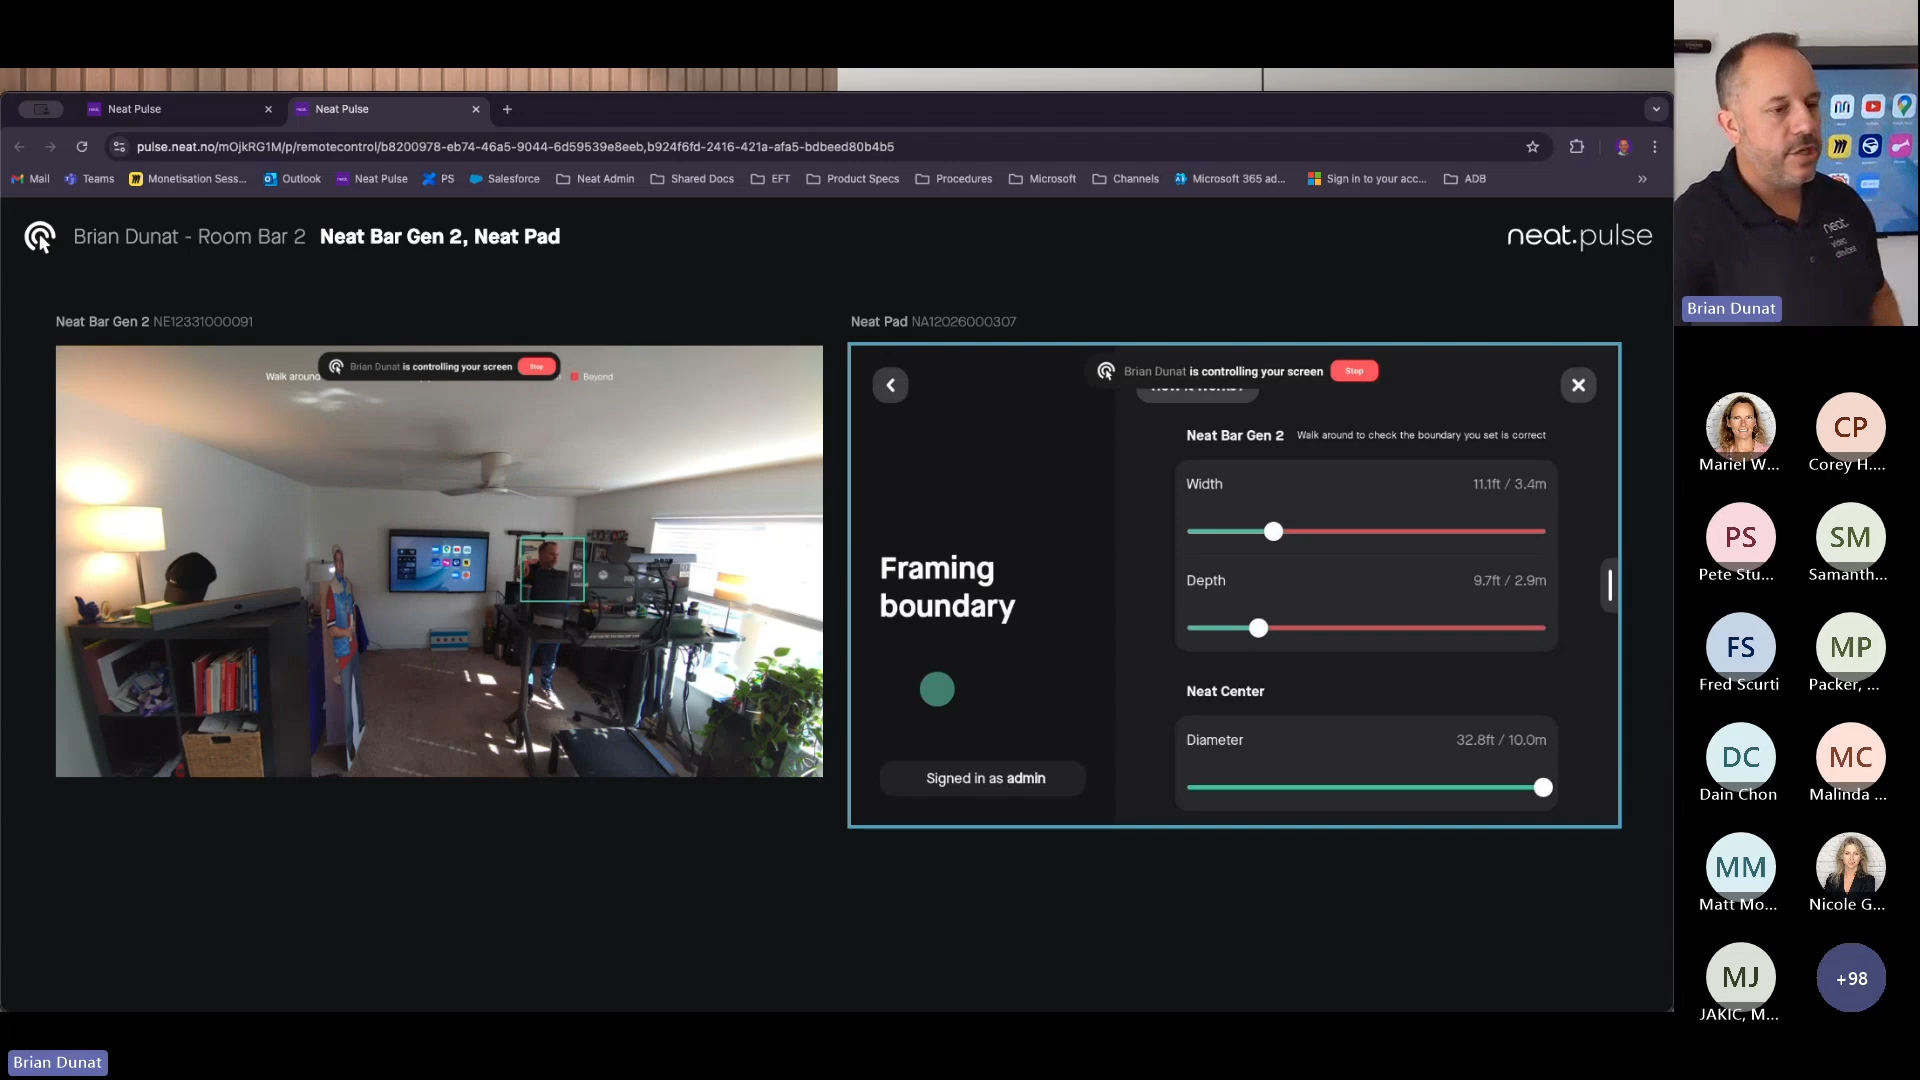 Neat Pulse
Neat Pulse
pulse.neat.no/mOjkRG1M/p/remotecontrol/b8200978-eb74-46a5-9044-6d59539e8eeb,b924f6fd-2416-421a-afa5-bdbeed80b4b5
Mail
Teams
Monetisation Sess...
Outlook
Neat Pulse
PS
Salesforce
Neat Admin
Shared Docs
EFT
Product Specs
Procedures
Microsoft
Channels
Microsoft 365 ad...
Sign in to your acc...
ADB
Brian Dunat - Room Bar 2 Neat Bar Gen 2, Neat Pad
neat.pulse
Neat Bar Gen 2 NE12331000091
Brian Dunat is controlling your screen Stop
Walk around
Beyond
Neat Pad NA12026000307
Brian Dunat is controlling your screen Stop
Neat Bar Gen 2 Walk around to check the boundary you set is correct
Width 11.1ft / 3.4m
Depth 9.7ft / 2.9m
Framing
boundary
Neat Center
Diameter 32.8ft / 10.0m
Signed in as admin
neat.
video
devices
Brian Dunat
Mariel W...
CP
Corey H....
PS
Pete Stu...
SM
Samanth...
FS
Fred Scurti
MP
Packer, ...
DC
Dain Chon
MC
Malinda ...
MM
Matt Mo...
Nicole G...
MJ
JAKIC, M...
+98
Brian Dunat